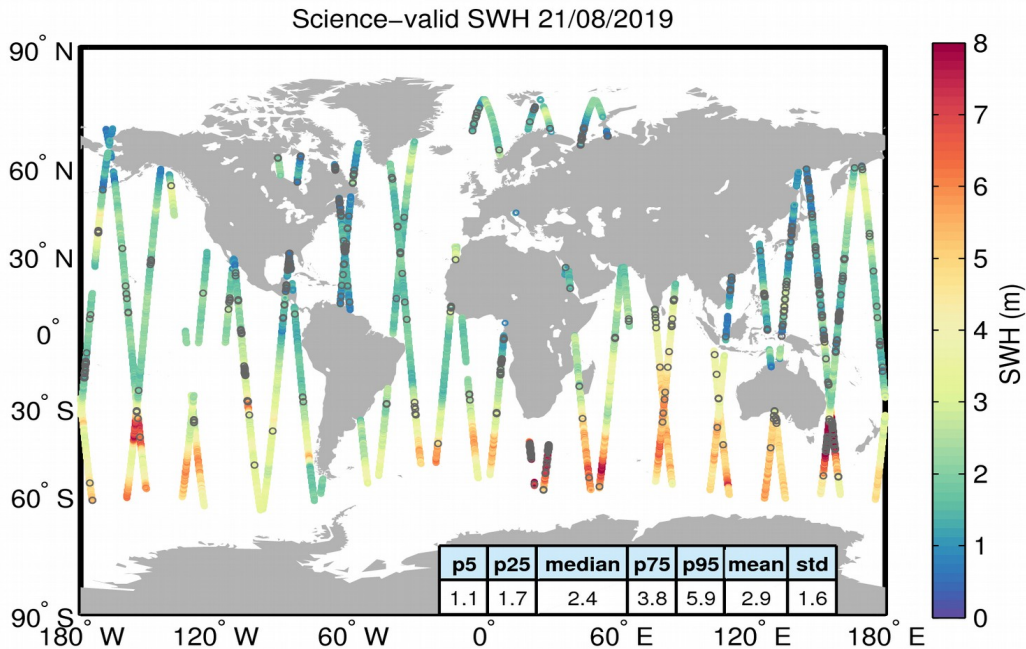 Science−valid SWH 21/08/2019
90° N
60° N
30° N
0°
30° S
60° S
90° S
180° W
120° W
60° W
0°
60° E
120° E
180° E
p5 p25 median p75 p95 mean std
1.1 1.7 2.4 3.8 5.9 2.9 1.6
8
7
6
5
4
3
2
1
0
SWH (m)